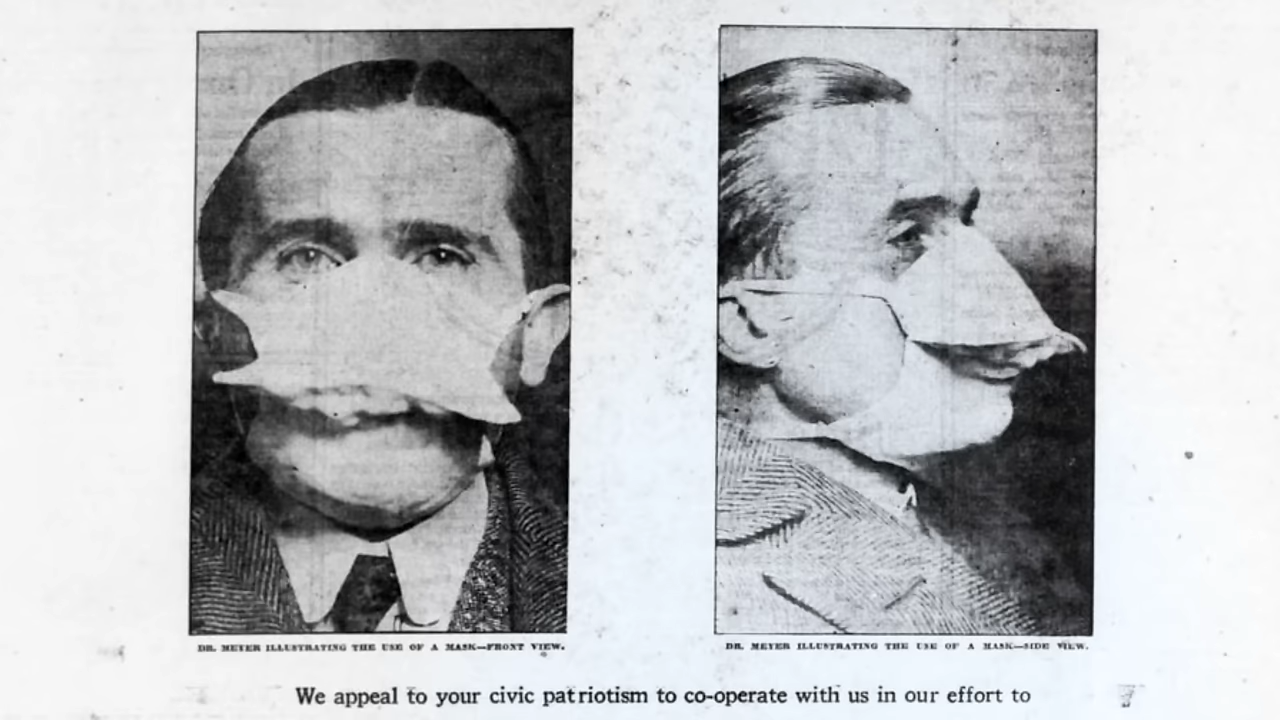 DR. MEYER ILLUSTRATING THE USE OF A MASK—FRONT VIEW.
DR. MEYER ILLUSTRATING THE USE OF A MASK—SIDE VIEW.
We appeal to your civic patriotism to co-operate with us in our effort to